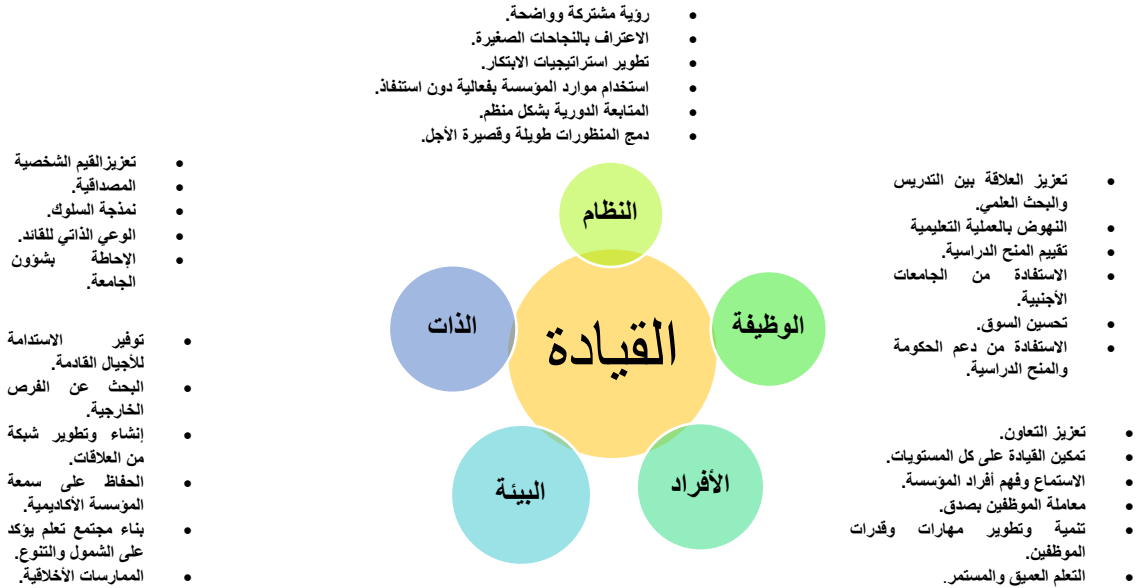 رؤية مشتركة وواضحة.
الاعتراف بالنجاحات الصغيرة.
تطوير استراتيجيات الابتكار.
استخدام موارد المؤسسة بفعالية دون استنفاذ.
المتابعة الدورية بشكل منظم.
دمج المنظورات طويلة وقصيرة الأجل.
النظام
تعزيز العلاقة بين التدريس
والبحث العلمي.
النهوض بالعملية التعليمية
تقييم المنح الدراسية.
الاستفادة من الجامعات
الأجنبية.
تحسين السوق.
الاستفادة من دعم الحكومة
والمنح الدراسية.
الوظيفة
القيادة
الذات
تعزيزالقيم الشخصية
المصداقية.
نمذجة السلوك.
الوعي الذاتي للقائد.
الإحاطة بشؤون
الجامعة.
تعزيز التعاون.
تمكين القيادة على كل المستويات.
الاستماع وفهم أفراد المؤسسة.
معاملة الموظفين بصدق.
تنمية وتطوير مهارات وقدرات
الموظفين.
التعلم العميق والمستمر.
الأفراد
البيئة
توفير الاستدامة
للأجيال القادمة.
البحث عن الفرص
الخارجية.
إنشاء وتطوير شبكة
من العلاقات.
الحفاظ على سمعة
المؤسسة الأكاديمية.
بناء مجتمع تعلم يؤكد
على الشمول والتنوع.
الممارسات الأخلاقية.